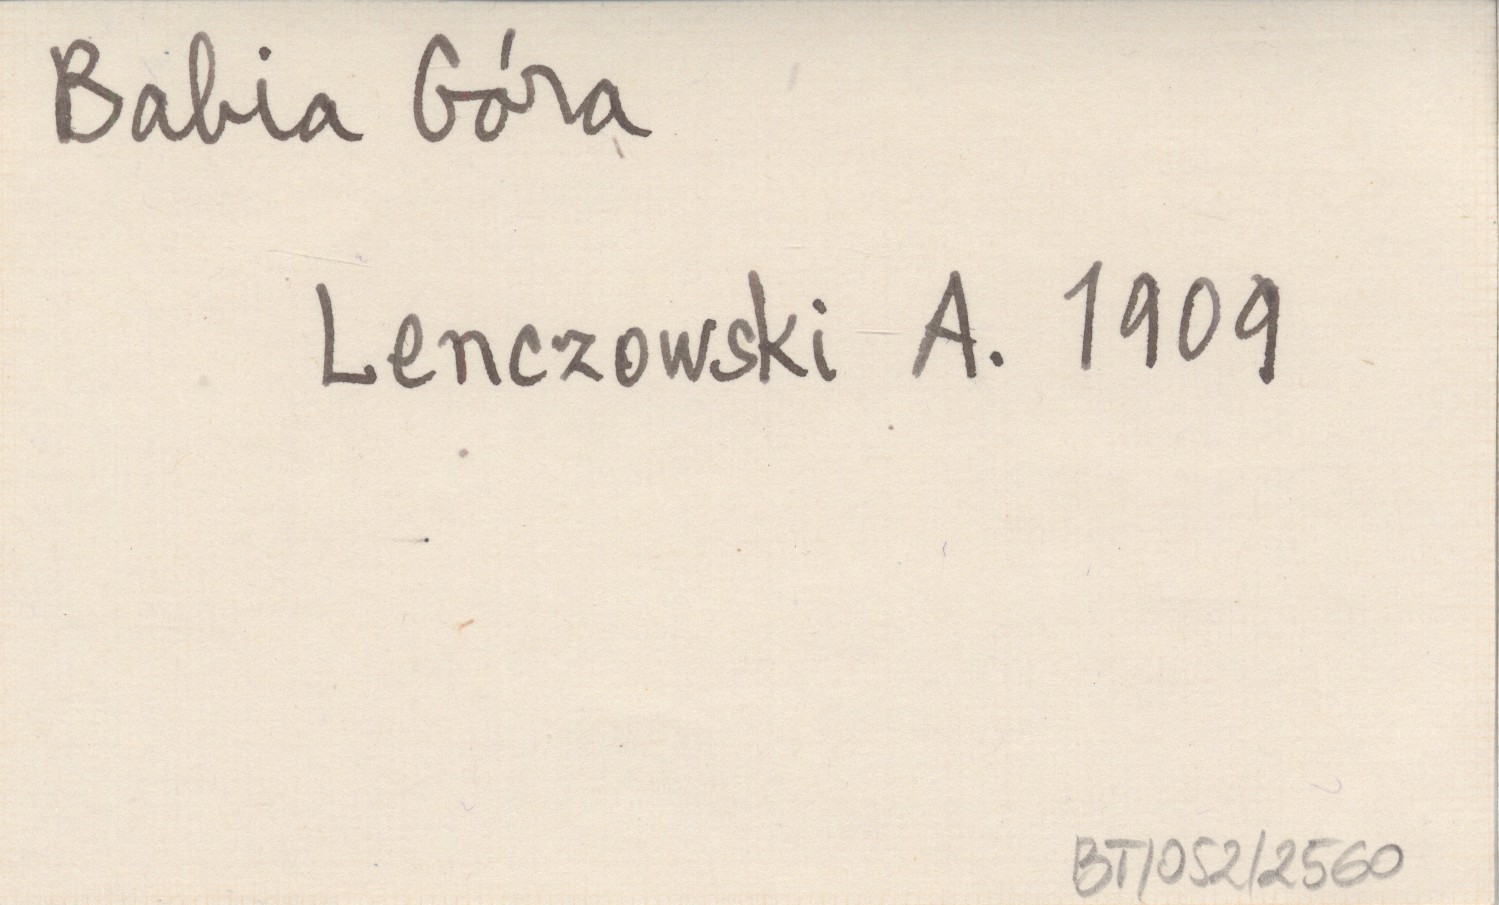 Babia Góra
Lenczowski A. 1909
BT/052/2560